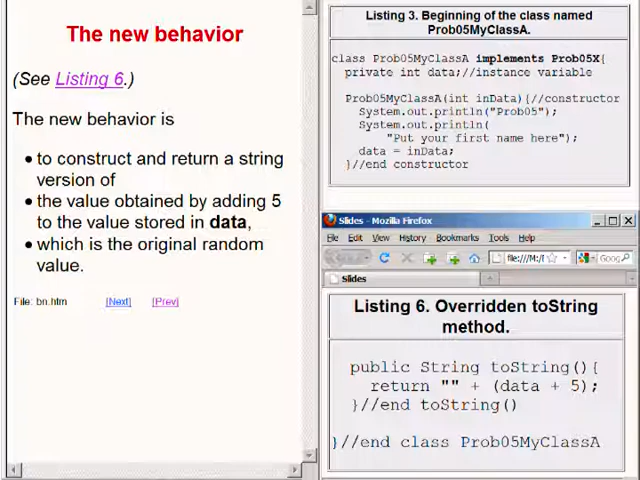 The new behavior
(See Listing 6.)
The new behavior is
to construct and return a string
version of
the value obtained by adding 5
to the value stored in data,
which is the original random
value.
File: bn.htm [Next] [Prev]
Listing 3. Beginning of the class named
Prob05MyClassA.
class Prob05MyClassA implements Prob05X{
private int data;//instance variable
Prob05MyClassA(int inData){//constructor
System.out.println("Prob05");
System.out.println(
"Put your first name here");
data = inData;
}//end constructor
Slides - Mozilla Firefox
File Edit View History Bookmarks Tools Help
file:///M:/
Goog
Slides
Listing 6. Overridden toString
method.
public String toString(){
return "" + (data + 5);
}//end toString()
}//end class Prob05MyClassA